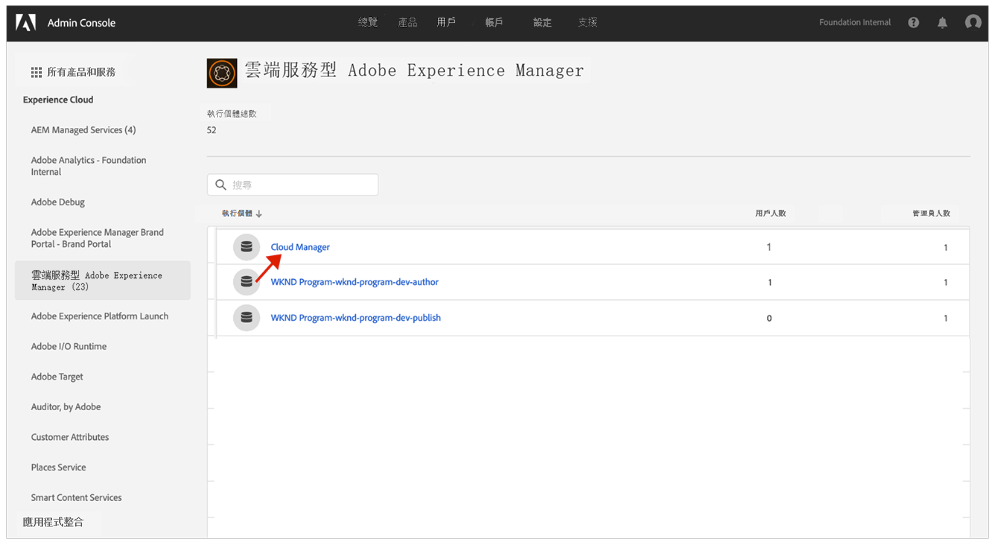 Admin Console
總覽 產品 用戶 帳戶 設定 支援
Foundation Internal
所有產品和服務
Experience Cloud
AEM Managed Services (4)
Adobe Analytics - Foundation
Internal
Adobe Debug
Adobe Experience Manager Brand
Portal - Brand Portal
雲端服務型 Adobe Experience
Manager (23)
Adobe Experience Platform Launch
Adobe I/O Runtime
Adobe Target
Auditor, by Adobe
Customer Attributes
Places Service
Smart Content Services
應用程式整合
雲端服務型 Adobe Experience Manager
執行個體總數
52
搜尋
執行個體 用戶人數 管理員人數
Cloud Manager 1 1
WKND Program-wknd-program-dev-author 1 1
WKND Program-wknd-program-dev-publish 0 1